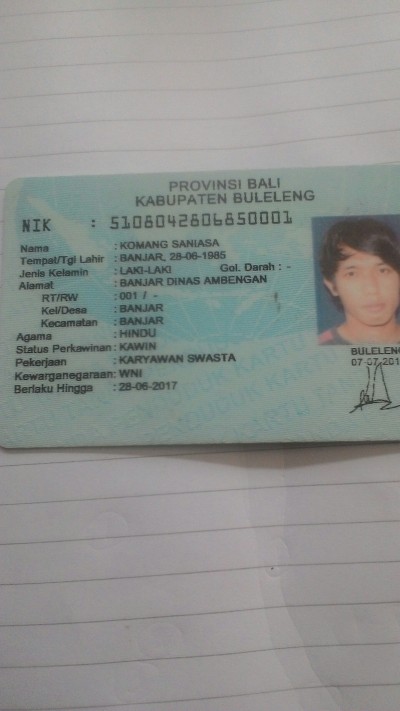 PROVINSI BALI
KABUPATEN BULELENG
NIK : 5108042806850001
Nama : KOMANG SANIASA
Tempat/Tgl Lahir : BANJAR, 28-06-1985
Jenis Kelamin : LAKI-LAKI Gol. Darah : -
Alamat : BANJAR DINAS AMBENGAN
RT/RW : 001 / -
Kel/Desa : BANJAR
Kecamatan : BANJAR
Agama : HINDU
Status Perkawinan: KAWIN
Pekerjaan : KARYAWAN SWASTA
Kewarganegaraan: WNI
Berlaku Hingga : 28-06-2017
BULELENG
07-07-201